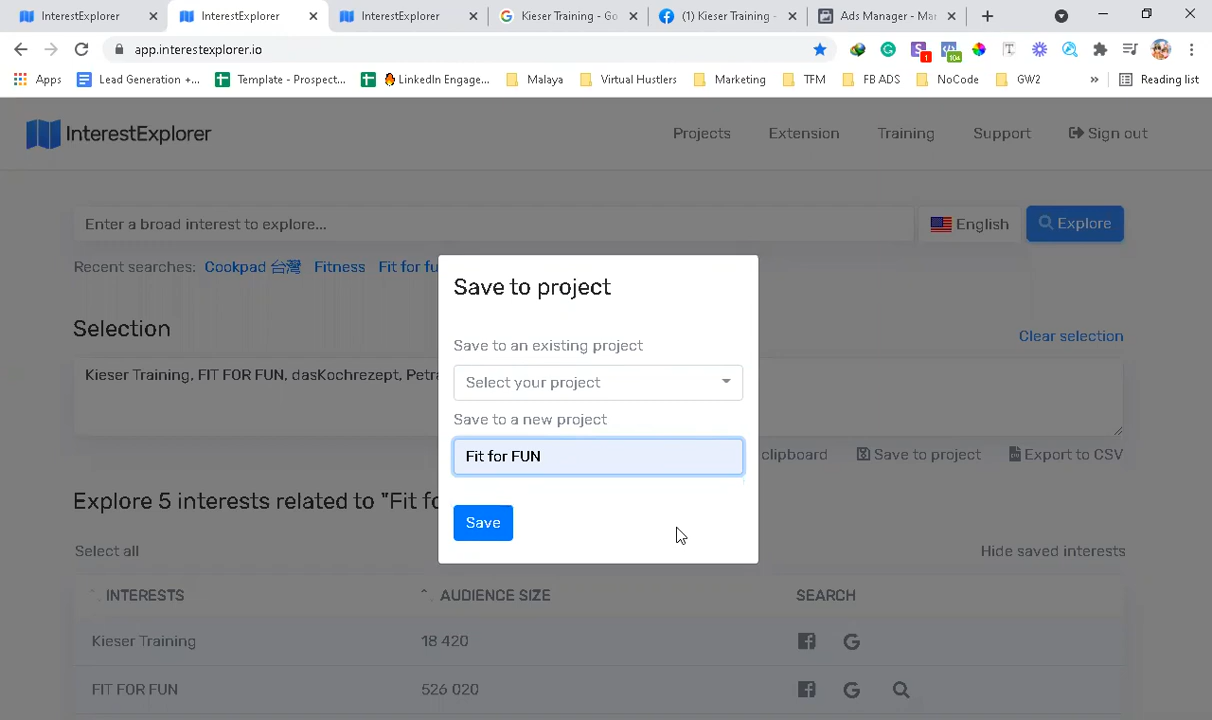 InterestExplorer
InterestExplorer
InterestExplorer
Kieser Training - Go
(1) Kieser Training -
Ads Manager - Ma
app.interestexplorer.io
1
10+
Apps
Lead Generation +...
Template - Prospect...
LinkedIn Engage...
Malaya
Virtual Hustlers
Marketing
TFM
FB ADS
NoCode
GW2
»
Reading list
InterestExplorer
Projects
Extension
Training
Support
Sign out
Enter a broad interest to explore...
English
Explore
Recent searches: Cookpad 台灣 Fitness Fit for fu
Selection
Clear selection
Kieser Training, FIT FOR FUN, dasKochrezept, Petra
clipboard
Save to project
Export to CSV
Save to project
Save to an existing project
Select your project
Save to a new project
Fit for FUN
Save
Explore 5 interests related to "Fit fo
Select all
Hide saved interests
INTERESTS
AUDIENCE SIZE
SEARCH
Kieser Training
18 420
FIT FOR FUN
526 020